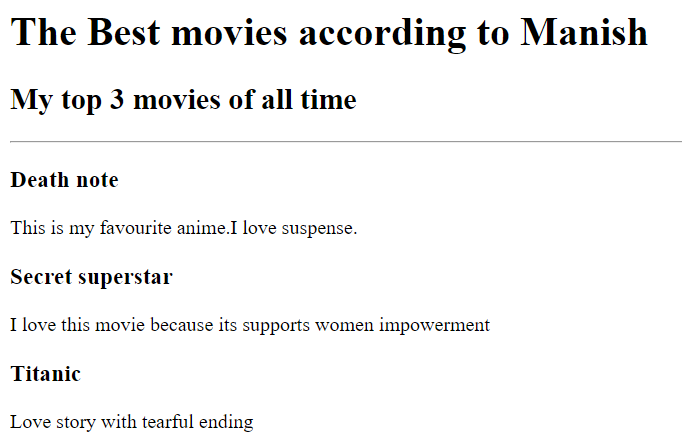 The Best movies according to Manish
My top 3 movies of all time
Death note
This is my favourite anime.I love suspense.
Secret superstar
I love this movie because its supports women impowerment
Titanic
Love story with tearful ending